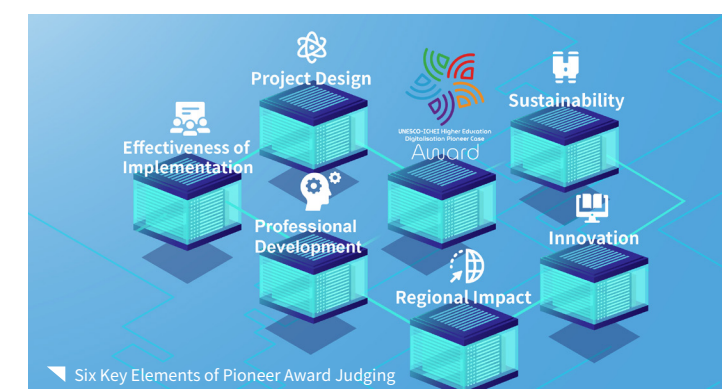 Project Design
UNESCO-ICHEI Higher Education
Digitalisation Pioneer Case
Award
Sustainability
Effectiveness of
Implementation
Professional
Development
Innovation
Regional Impact
Six Key Elements of Pioneer Award Judging